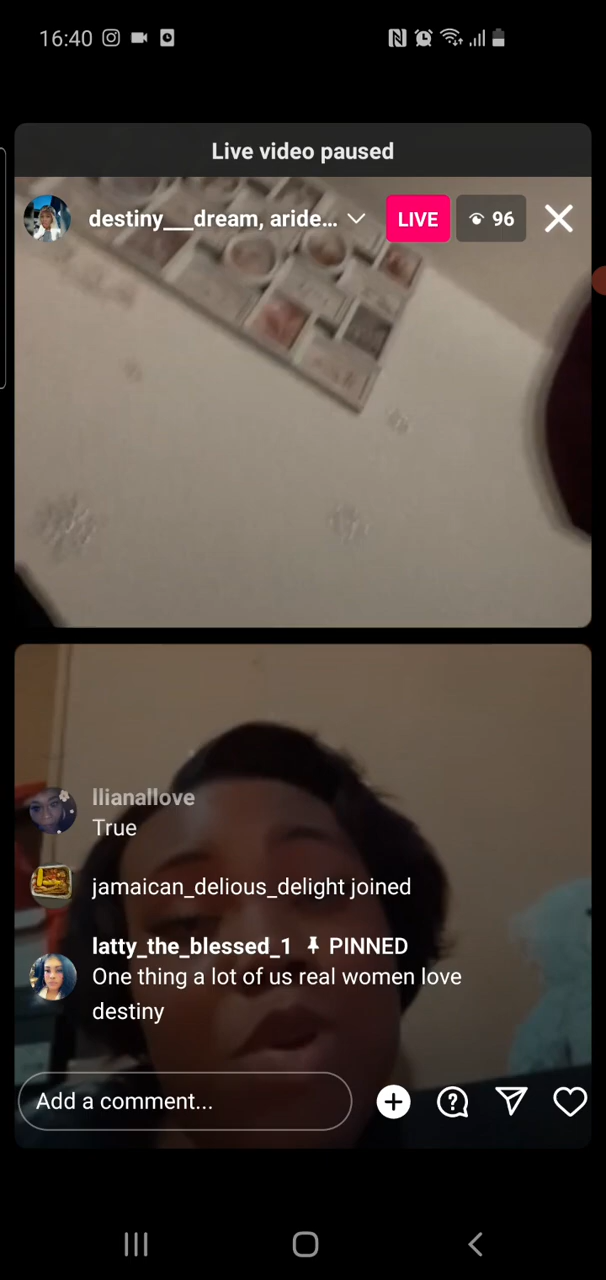 16:40
Live video paused
destiny___dream, aride...
LIVE
96
llianallove
True
jamaican_delious_delight joined
latty_the_blessed_1 PINNED
One thing a lot of us real women love
destiny
Add a comment...